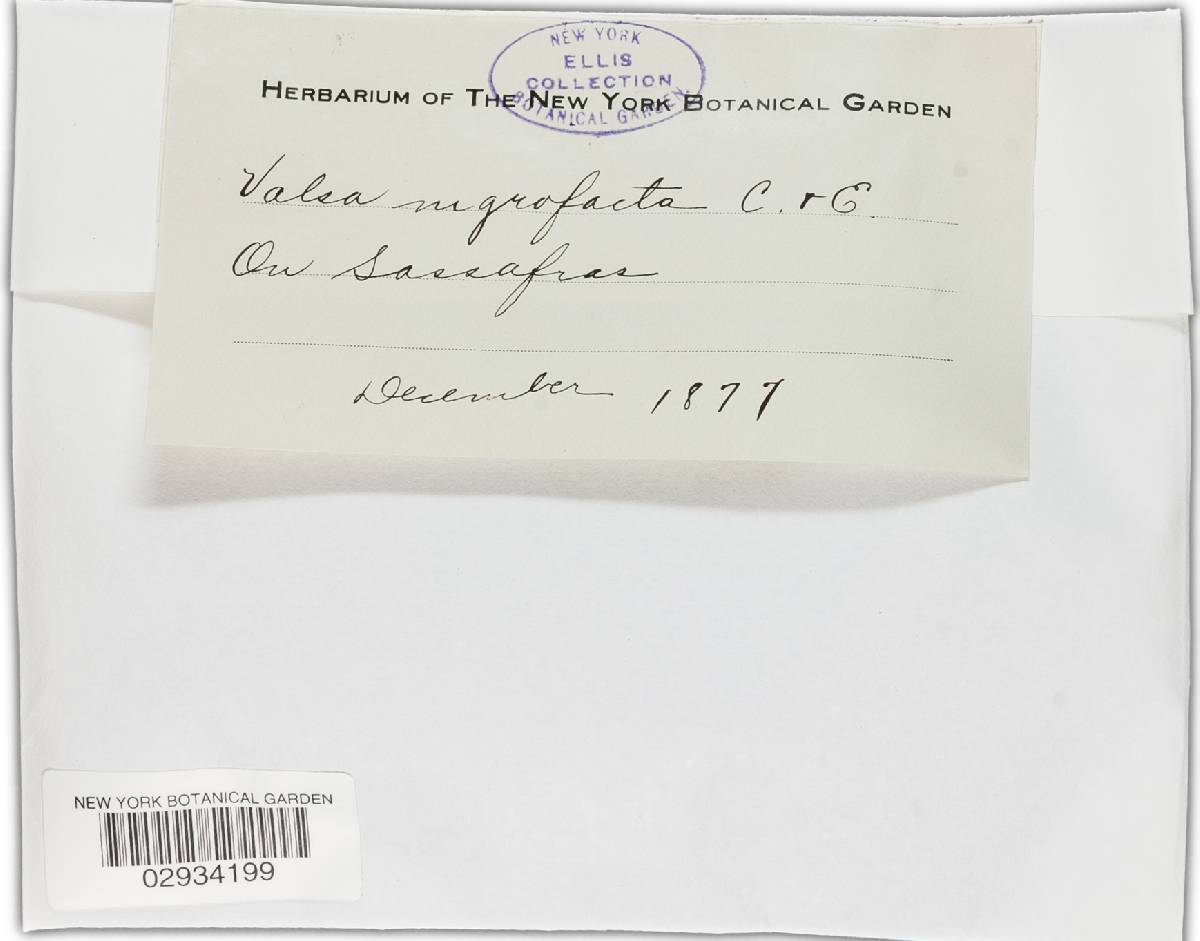 NEW YORK
ELLIS
COLLECTION
BOTANICAL GARDEN.
HERBARIUM OF THE NEW YORK BOTANICAL GARDEN
Valsa nigrofacta C. & E.
On Sassafras
December 1877
NEW YORK BOTANICAL GARDEN
02934199